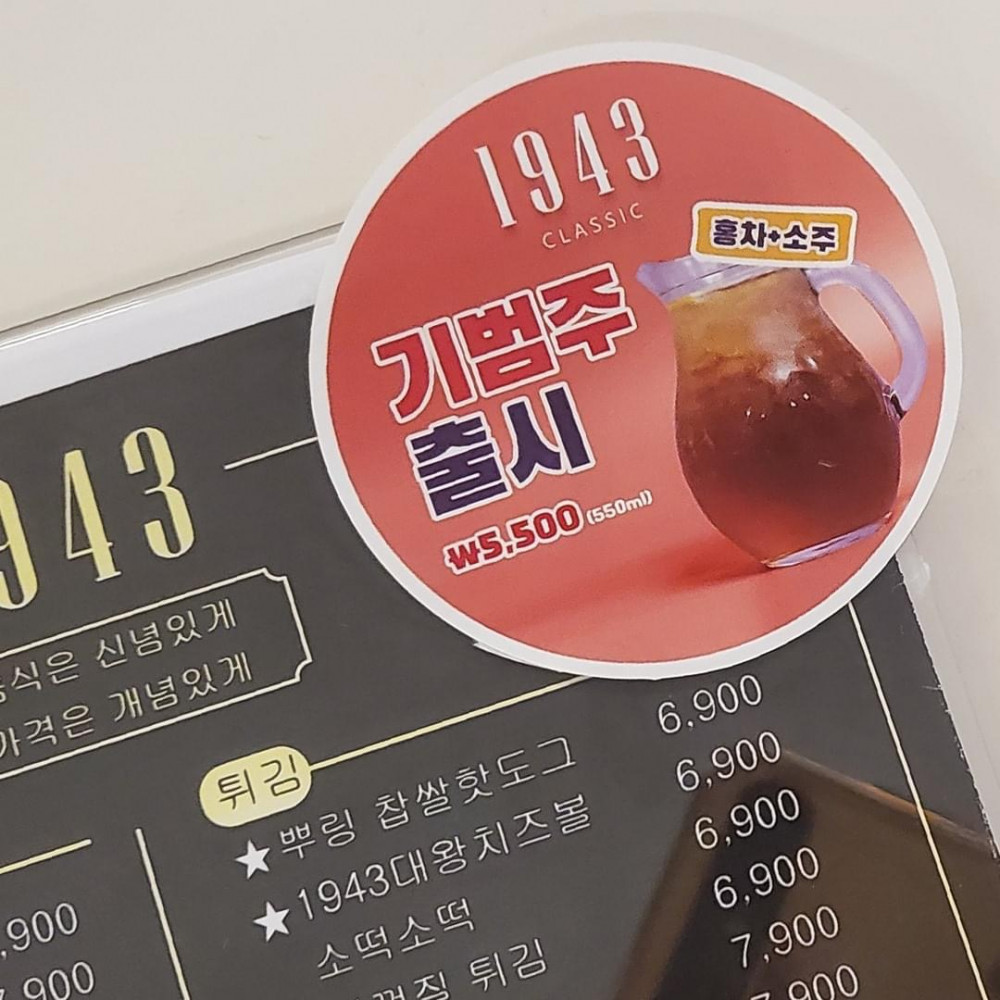 1943
CLASSIC
홍차+소주
기범주
출시
₩5,500 (550ml)
943
신념있게
가격은 개념있게
튀김
★뿌링 찹쌀핫도그 6,900
★1943대왕치즈볼 6,900
소떡소떡 6,900
튀김 6,900
7,900
,900
,900
7,900